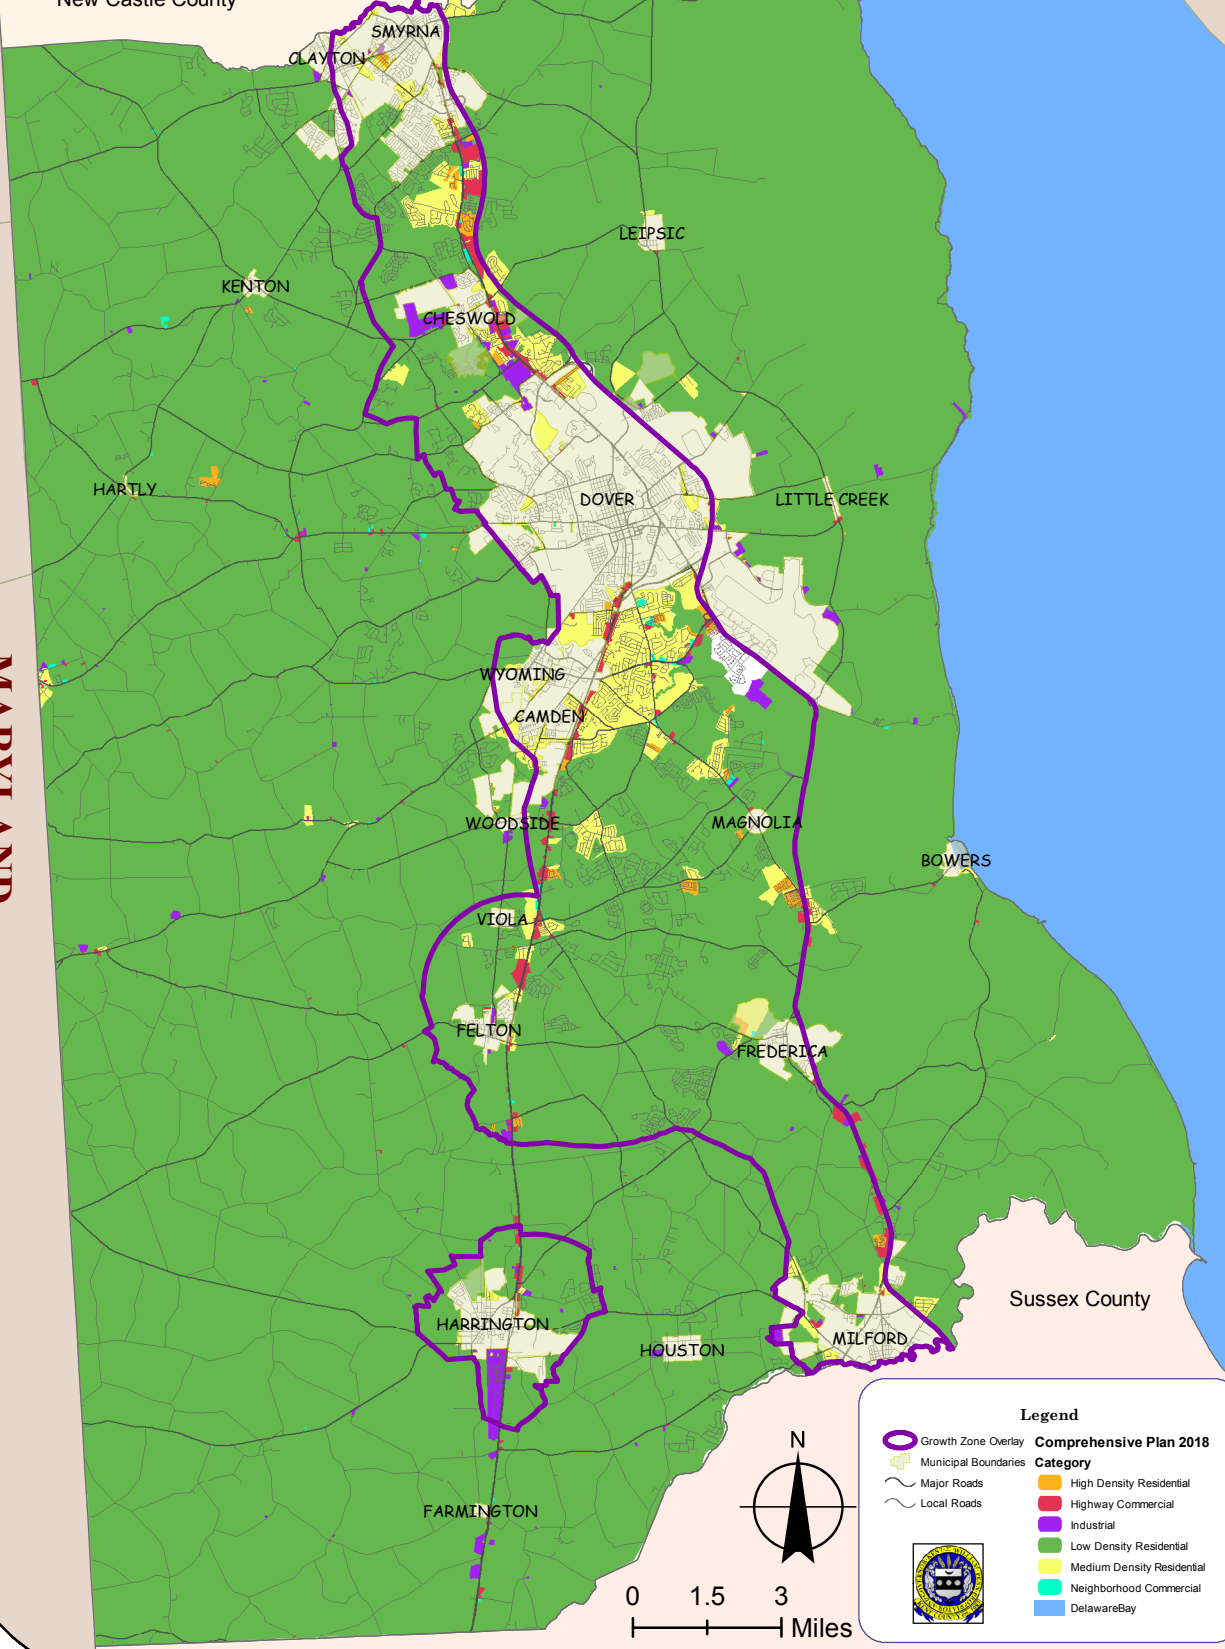 New Castle County
SMYRNA
CLAYTON
LEIPSIC
KENTON
CHESWOLD
HARTLY
DOVER
LITTLE CREEK
WYOMING
CAMDEN
MARYLAND
WOODSIDE
MAGNOLIA
BOWERS
VIOLA
FELTON
FREDERICA
Sussex County
HARRINGTON
MILFORD
HOUSTON
FARMINGTON
N
0 1.5 3
Miles
Legend
Growth Zone Overlay
Municipal Boundaries
Major Roads
Local Roads
Comprehensive Plan 2018
Category
High Density Residential
Highway Commercial
Industrial
Low Density Residential
Medium Density Residential
Neighborhood Commercial
DelawareBay